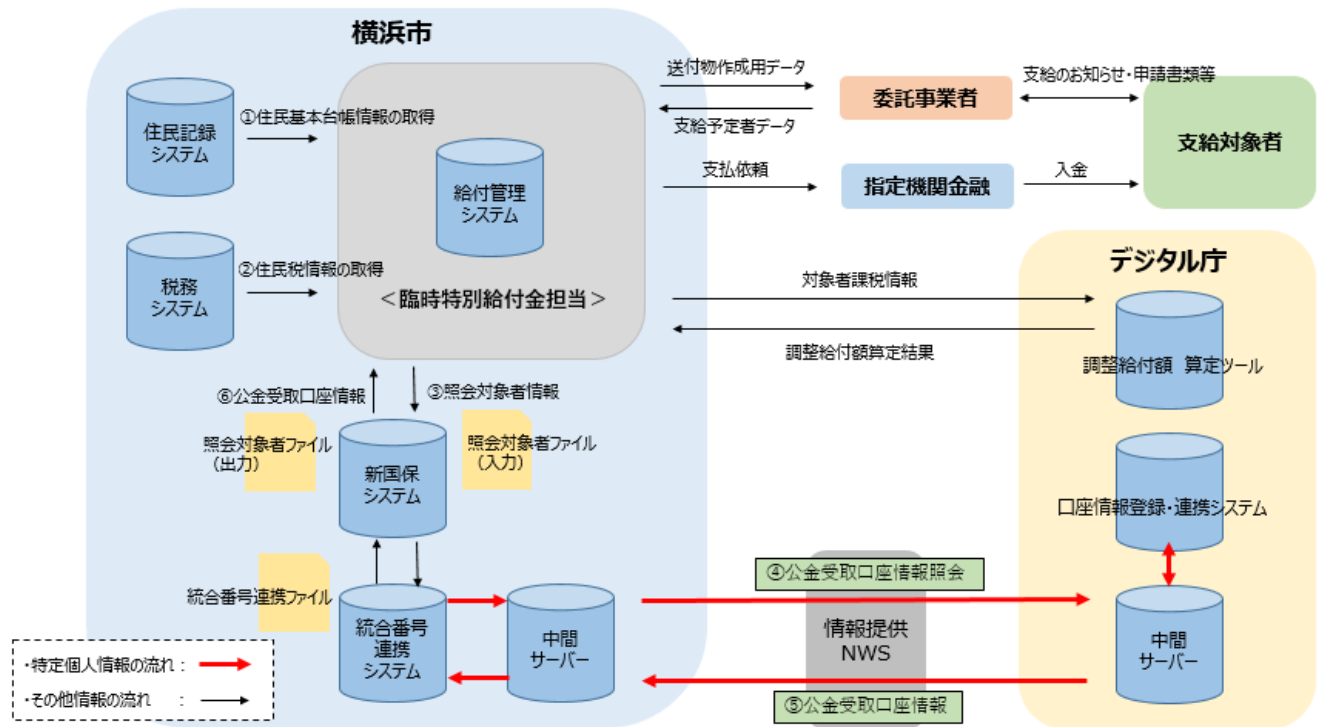 横浜市
住民記録
システム
①住民基本台帳情報の取得
税務
システム
②住民税情報の取得
給付管理
システム
＜臨時特別給付金担当＞
送付物作成用データ
支給予定者データ
委託事業者
支給のお知らせ・申請書類等
支給対象者
支払依頼
指定機関金融
入金
対象者課税情報
調整給付額算定結果
デジタル庁
調整給付額 算定ツール
口座情報登録・連携システム
⑥公金受取口座情報
③照会対象者情報
照会対象者ファイル
（出力）
照会対象者ファイル
（入力）
新国保
システム
統合番号連携ファイル
統合番号
連携
システム
中間
サーバー
④公金受取口座情報照会
情報提供
NWS
⑤公金受取口座情報
中間
サーバー
・特定個人情報の流れ：
・その他情報の流れ　：